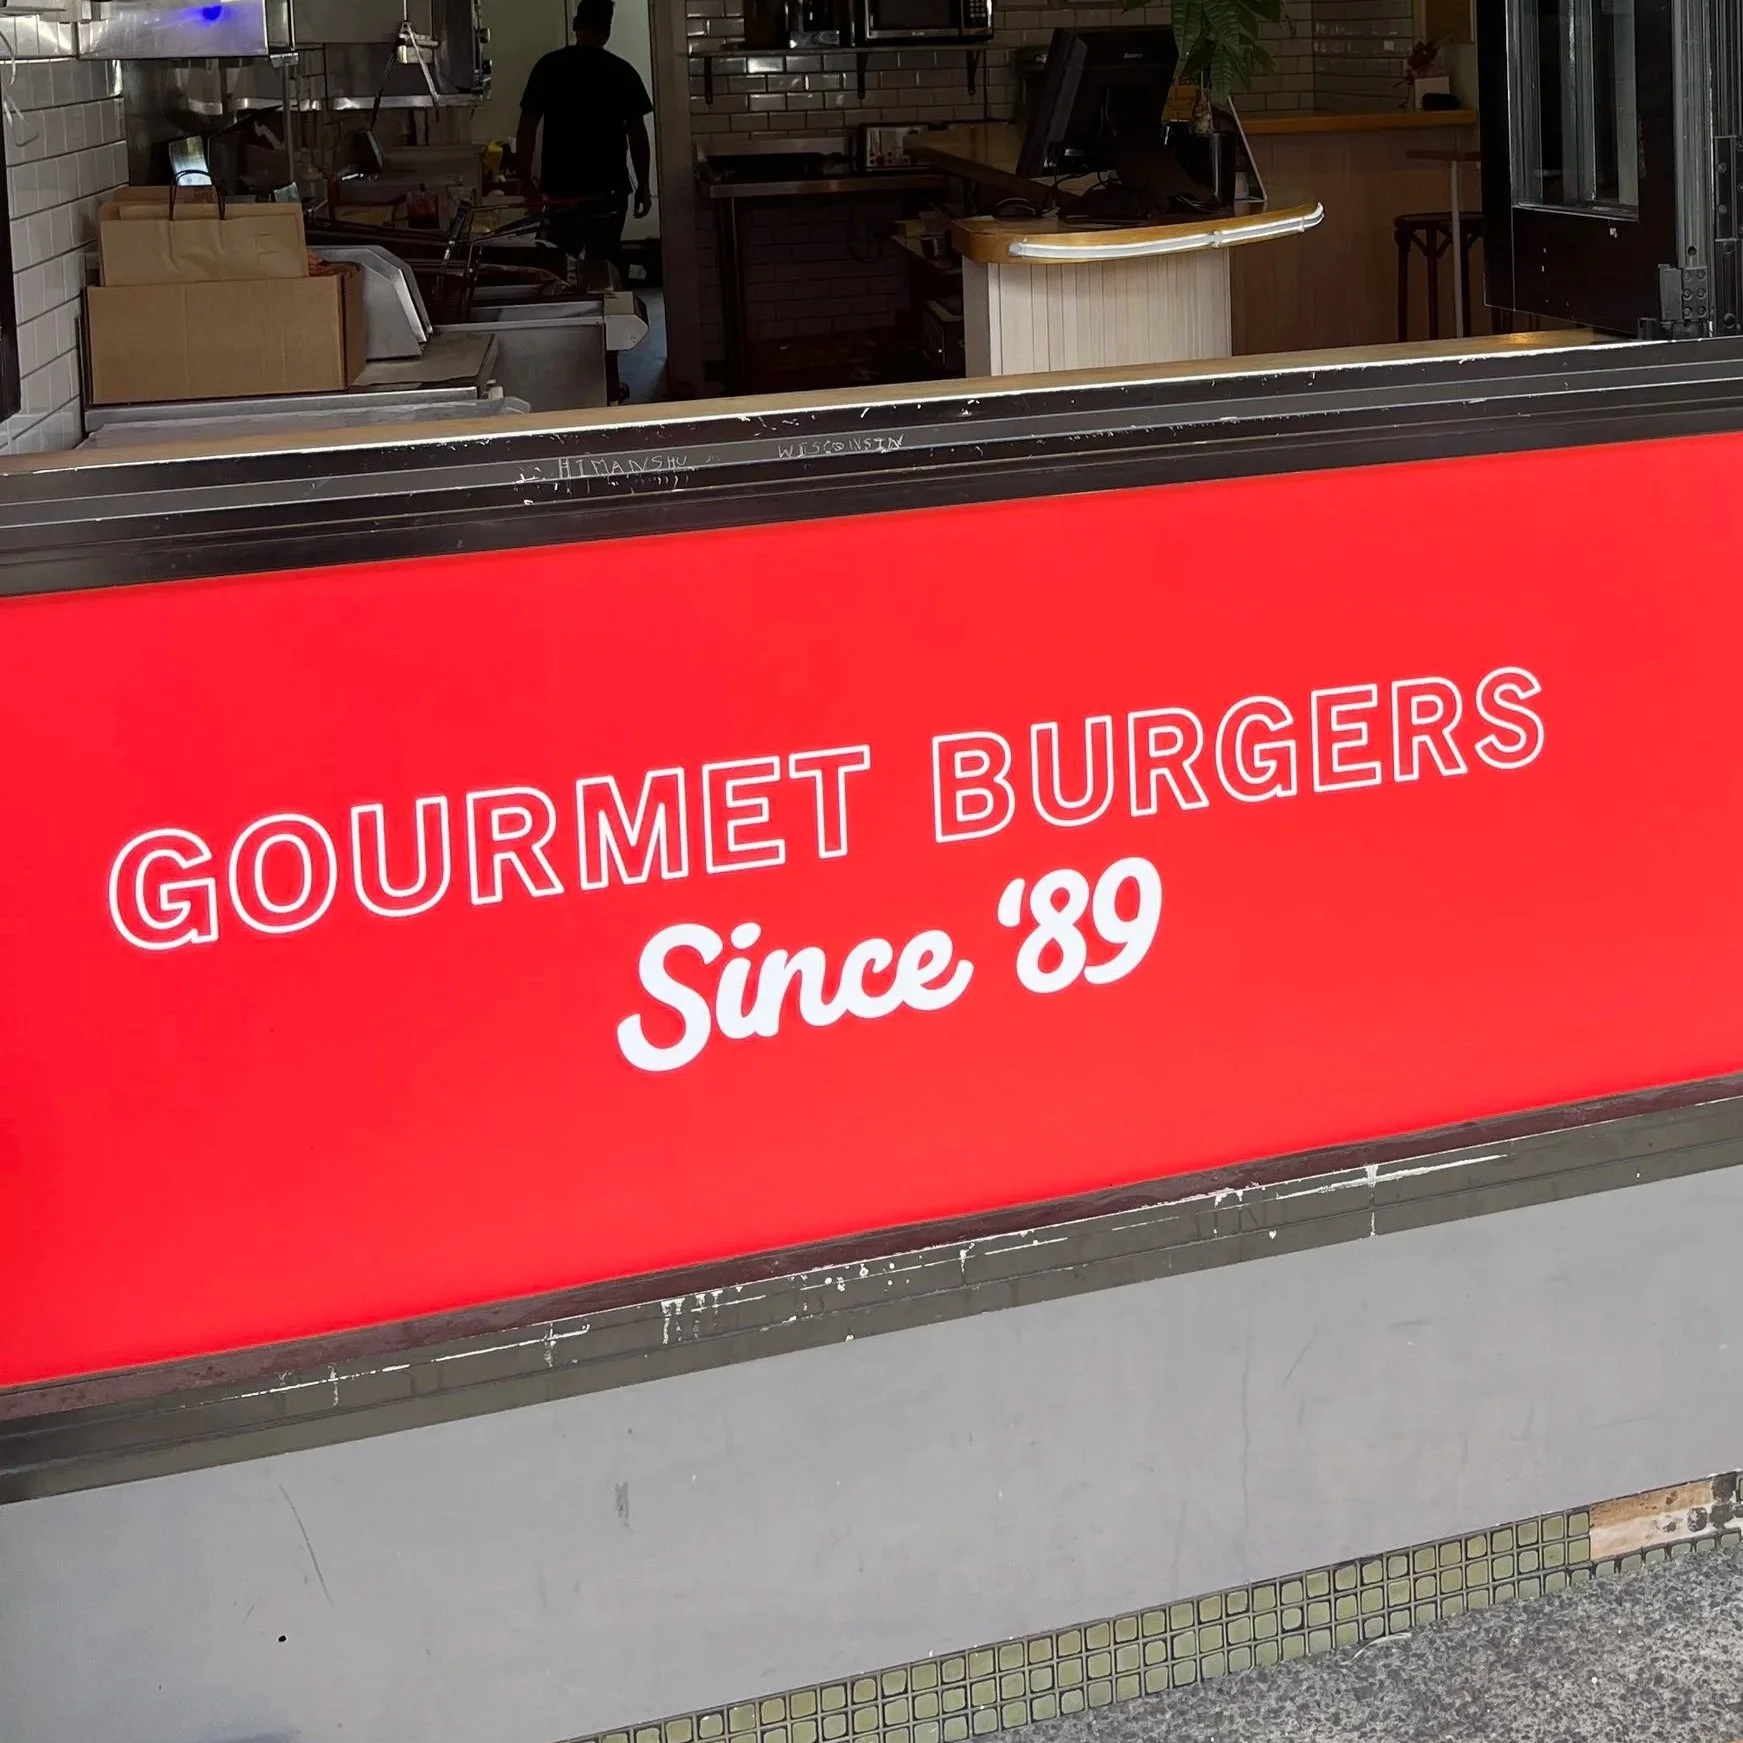 HIMANSHU WISCONSIN
GOURMET BURGERS
Since '89